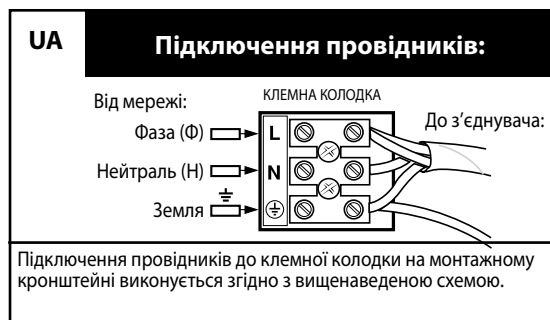 UA
Підключення провідників:
Від мережі:
КЛЕМНА КОЛОДКА
До з’єднувача:
Фаза (Ф)
L
Нейтраль (Н)
N
Земля
Підключення провідників до клемної колодки на монтажному
кронштейні виконується згідно з вищенаведеною схемою.